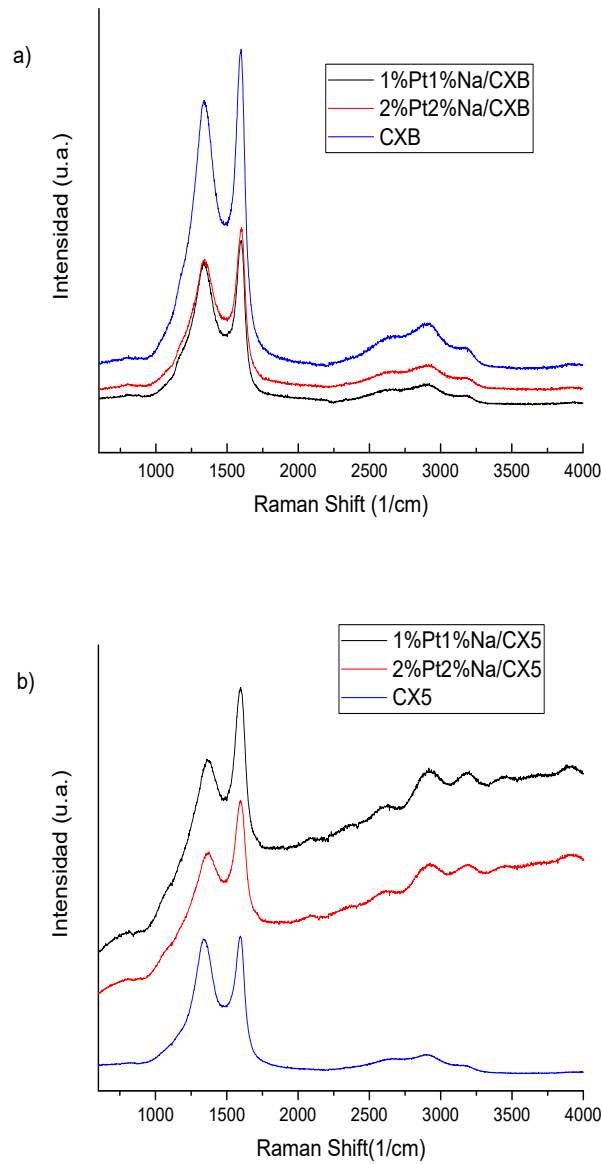 a)
1%Pt1%Na/CXB
2%Pt2%Na/CXB
CXB
Intensidad (u.a.)
1000 1500 2000 2500 3000 3500 4000
Raman Shift (1/cm)
b)
1%Pt1%Na/CX5
2%Pt2%Na/CX5
CX5
Intensidad (u.a.)
1000 1500 2000 2500 3000 3500 4000
Raman Shift(1/cm)